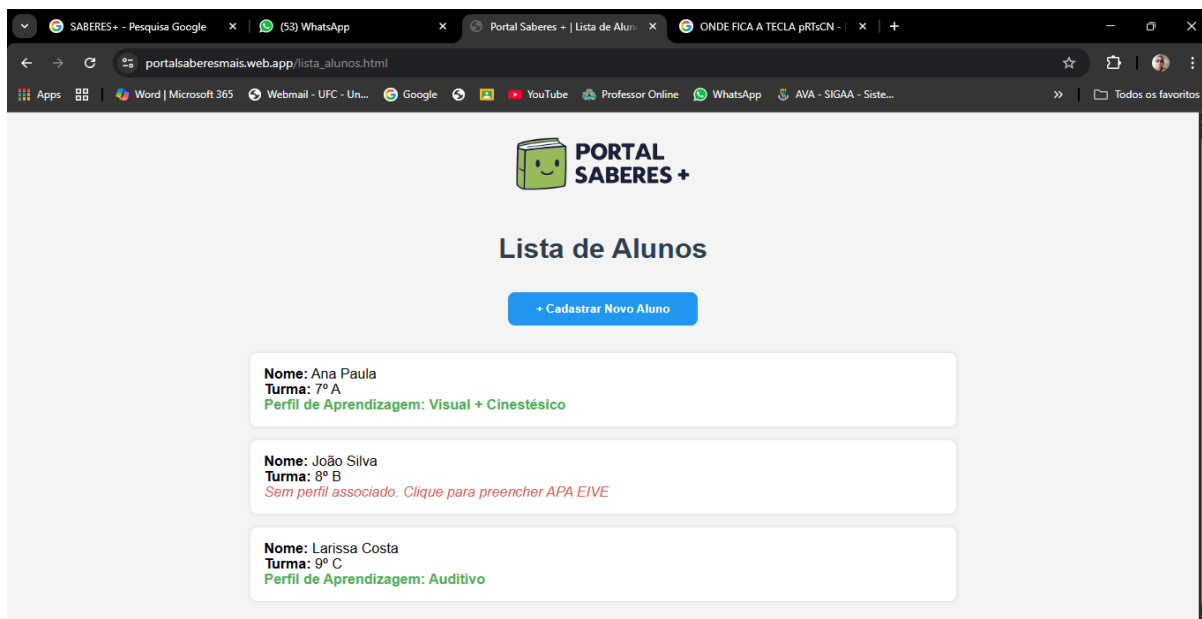 SABERES+ - Pesquisa Google
(53) WhatsApp
Portal Saberes + | Lista de Alun
ONDE FICA A TECLA pRTsCN -
portalsaberesmais.web.app/lista_alunos.html
Apps
Word | Microsoft 365
Webmail - UFC - Un...
Google
YouTube
Professor Online
WhatsApp
AVA - SIGAA - Siste...
Todos os favoritos
PORTAL
SABERES +
Lista de Alunos
+ Cadastrar Novo Aluno
Nome: Ana Paula
Turma: 7º A
Perfil de Aprendizagem: Visual + Cinestésico
Nome: João Silva
Turma: 8º B
Sem perfil associado. Clique para preencher APA EIVE
Nome: Larissa Costa
Turma: 9º C
Perfil de Aprendizagem: Auditivo